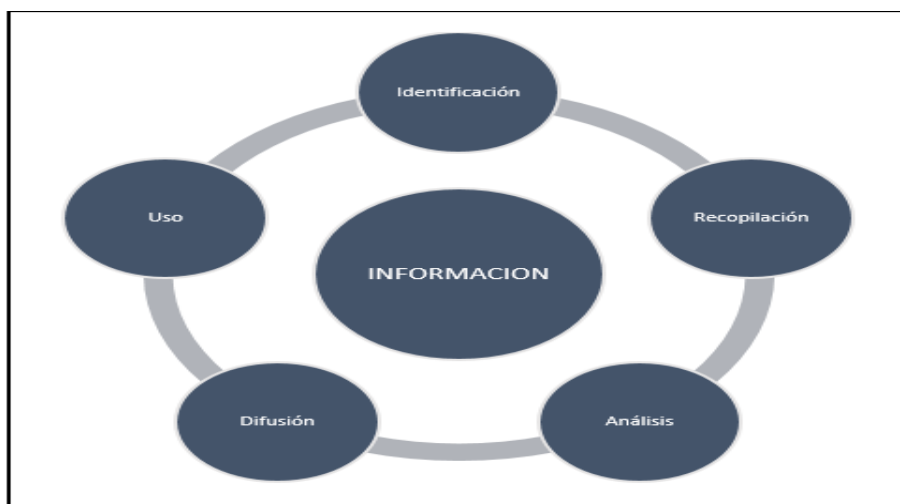 Identificación
Uso
Recopilación
INFORMACION
Difusión
Análisis